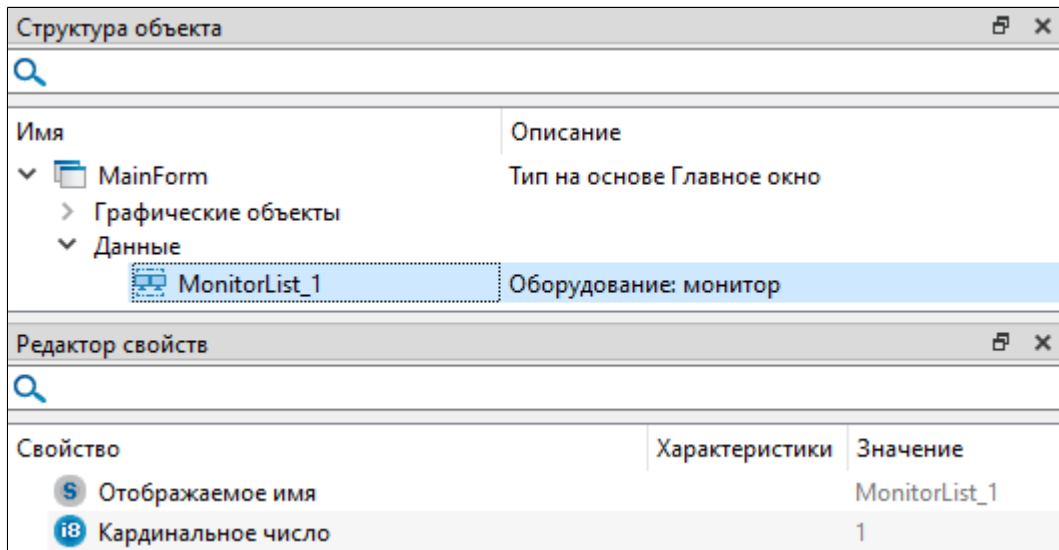 Структура объекта
Имя Описание
MainForm Тип на основе Главное окно
Графические объекты
Данные
MonitorList_1 Оборудование: монитор
Редактор свойств
Свойство Характеристики Значение
S Отображаемое имя MonitorList_1
i8 Кардинальное число 1